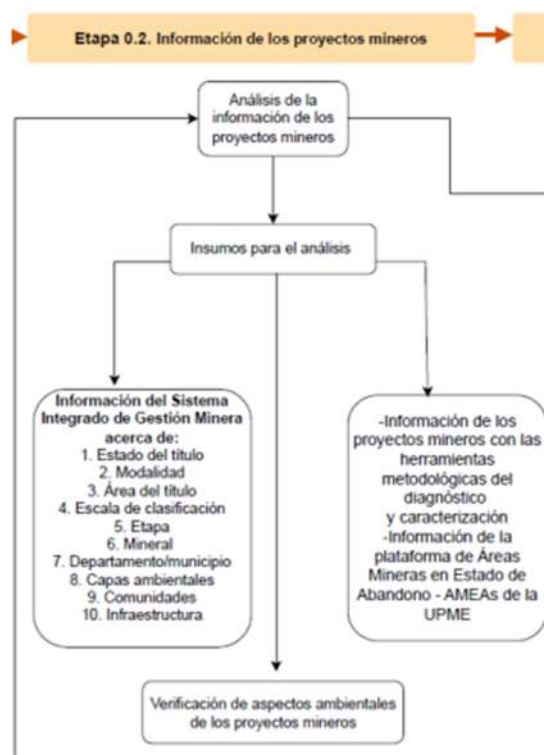 Etapa 0.2. Información de los proyectos mineros
Análisis de la
información de los
proyectos mineros
Insumos para el análisis
Información del Sistema
Integrado de Gestión Minera
acerca de:
1. Estado del título
2. Modalidad
3. Área del título
4. Escala de clasificación
5. Etapa
6. Mineral
7. Departamento/municipio
8. Capas ambientales
9. Comunidades
10. Infraestructura
-Información de los
proyectos mineros con las
herramientas
metodológicas del
diagnóstico
y caracterización
-Información de la
plataforma de Áreas
Mineras en Estado de
Abandono - AMEAs de la
UPME
Verificación de aspectos ambientales
de los proyectos mineros